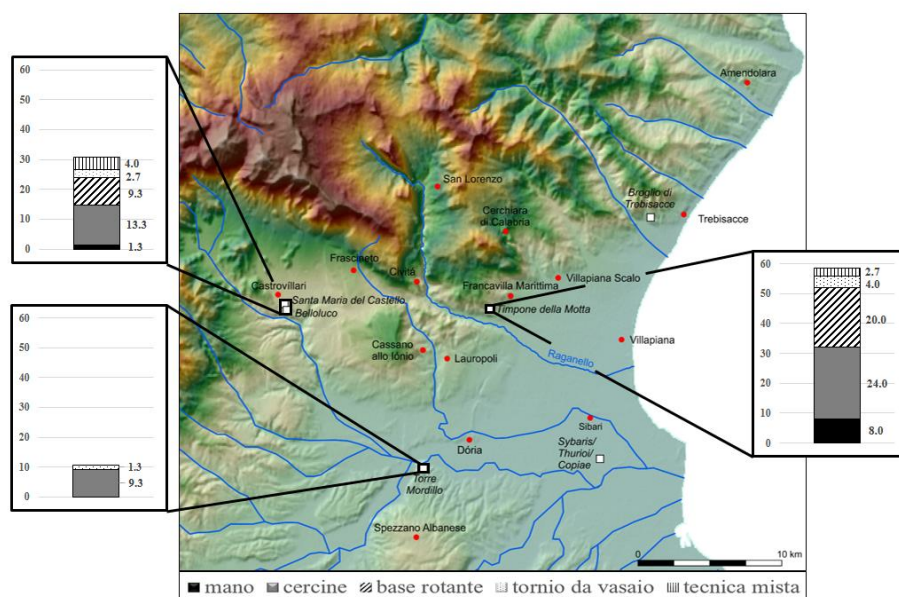 60
50
40
30
20
10
0
4.0
2.7
9.3
13.3
1.3
60
50
40
30
20
10
0
1.3
9.3
Amendolara
San Lorenzo
Broglio di
Trebisacce
Trebisacce
Cerchiara
di Calabria
Frascineto
Civita
Villapiana Scalo
Castrovillari
Francavilla Marittima
Santa Maria del Castello
Belloluco
Timpone della Motta
Villapiana
Cassano
allo Iónio
Lauropoli
Raganello
Sibari
Dória
Sybaris/
Thurioi/
Copiae
Torre
Mordillo
Spezzano Albanese
0
10 km
60
50
40
30
20
10
0
2.7
4.0
20.0
24.0
8.0
mano cercine base rotante tornio da vasaio tecnica mista